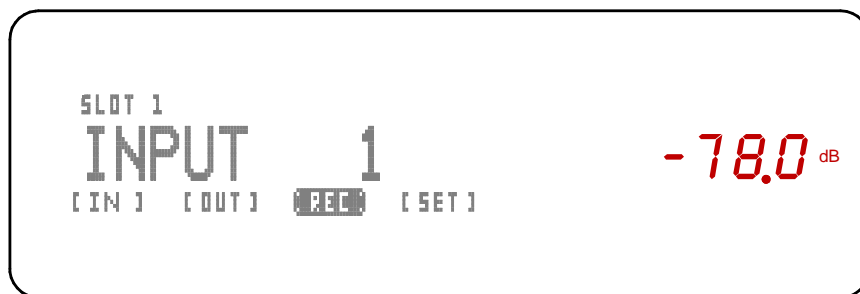 SLOT 1
INPUT 1
-78.0 dB
[IN] [OUT] [REC] [SET]